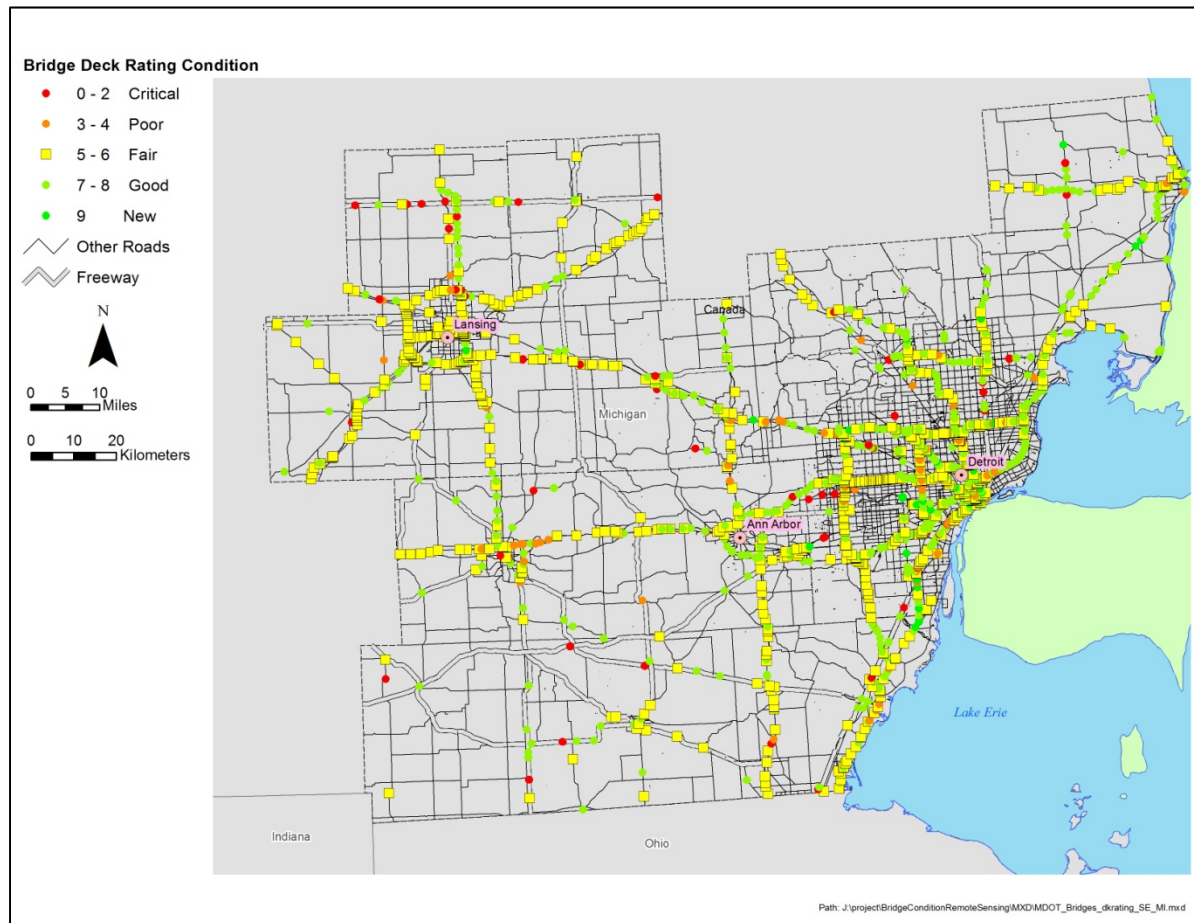 Bridge Deck Rating Condition
0 - 2 Critical
3 - 4 Poor
5 - 6 Fair
7 - 8 Good
9 New
Other Roads
Freeway
N
0 5 10
Miles
0 10 20
Kilometers
Canada
Lansing
Michigan
Detroit
Ann Arbor
Lake Erie
Indiana
Ohio
Path: J:\project\BridgeConditionRemoteSensing\MXD\MDOT_Bridges_dkrating_SE_MI.mxd